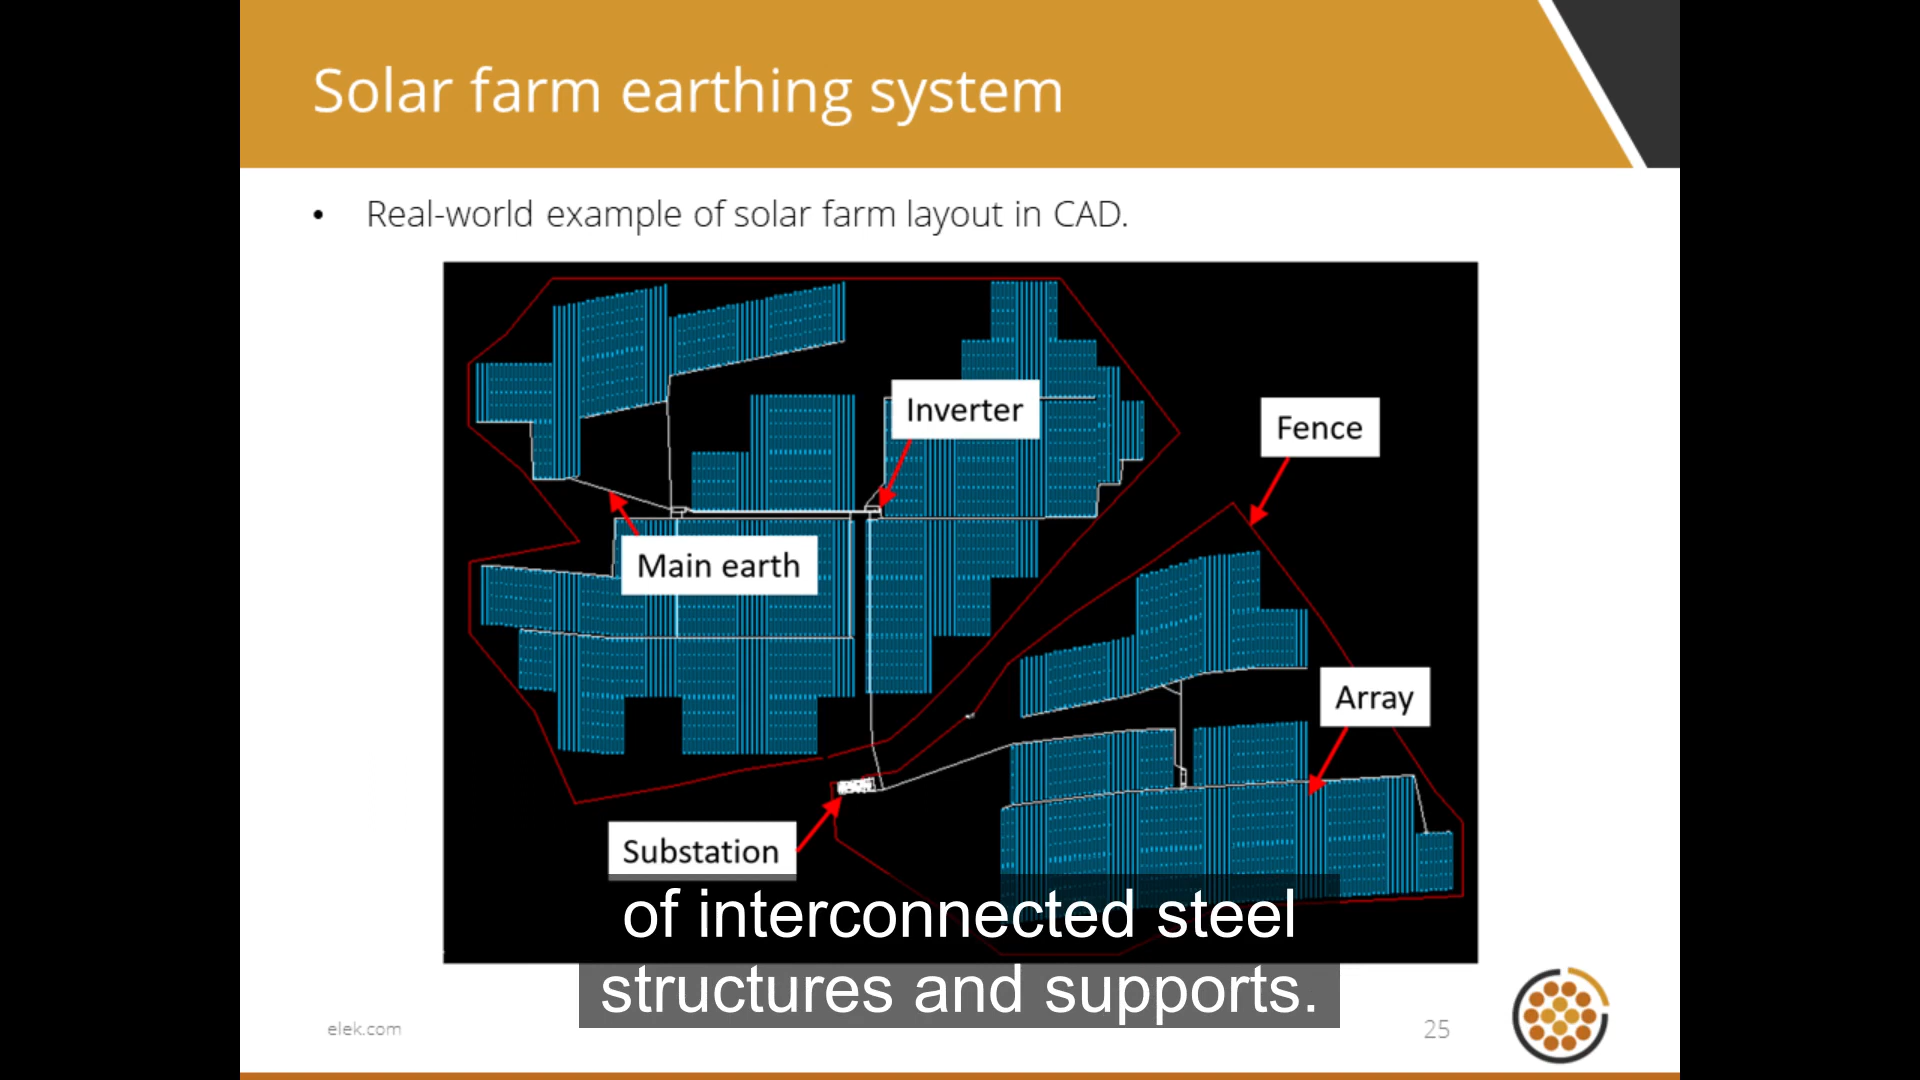 Solar farm earthing system
• Real-world example of solar farm layout in CAD.
Inverter
Fence
Main earth
Array
Substation
of interconnected steel
structures and supports.
elek.com
25